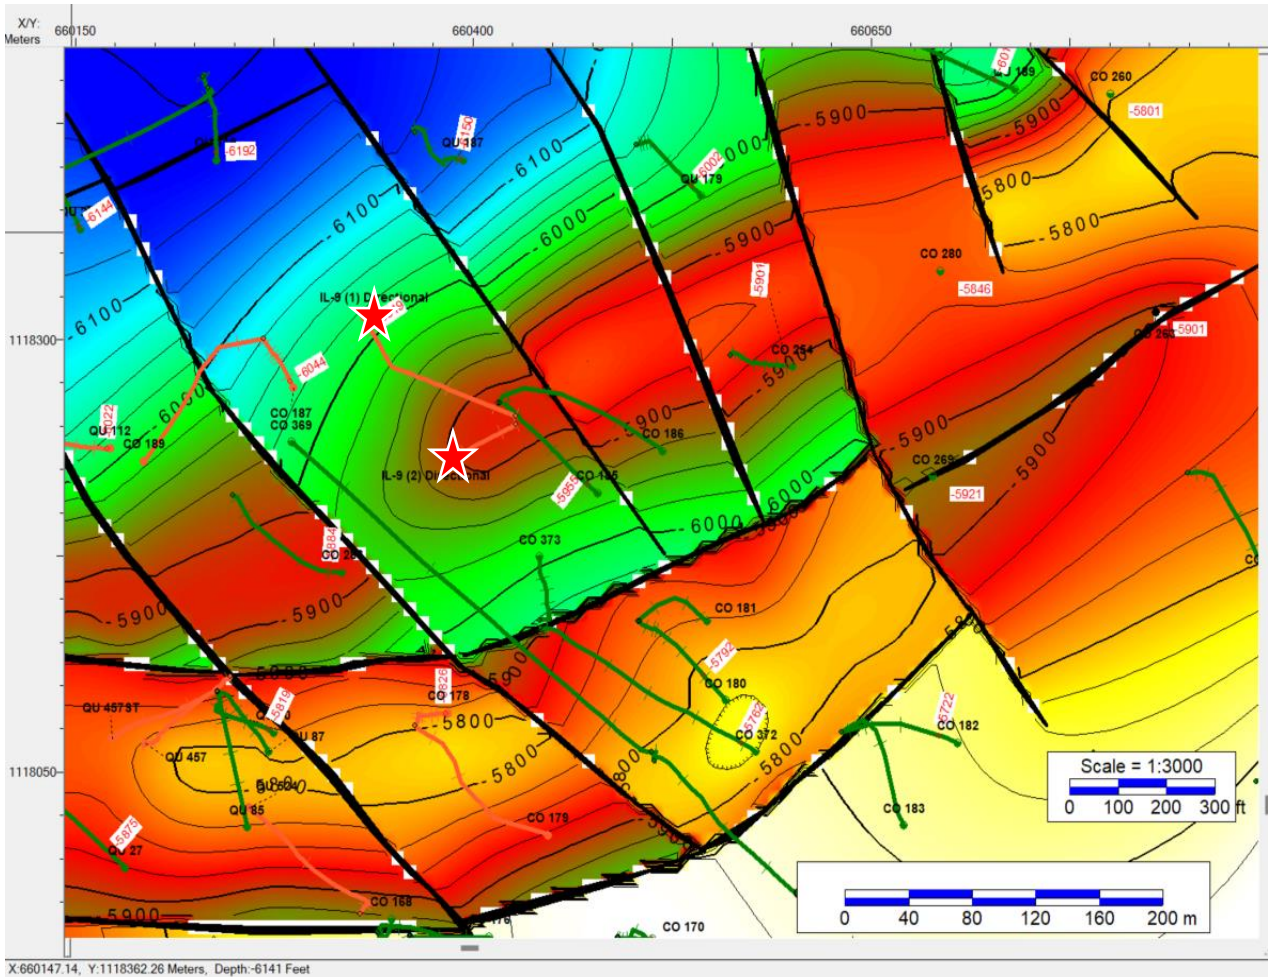 X/Y:
Meters
660150
660400
660650
1118300
1118050
-6192
QU 187
-6150
-6144
-6100
-6100
-6100
-6000
-6000
-6002
QU 179
-5900
-5900
CO 260
-5801
-5800
-5800
CO 280
-5846
-5901
-5901
IL-9 (1) Directional
-6044
CO 187
CO 369
QU 112
CO 189
-6000
CO 254
-5900
-5900
CO 186
IL-9 (2) Directional
-5955
-5900
CO 269
-5921
-6000
-6000
CO 373
-5900
-5900
CO 181
-5792
CO 180
-5762
CO 372
-5800
-5800
-5722
CO 182
CO 183
CO 178
-5800
-5800
CO 179
-5819
QU 457ST
QU 457
QU 85
-5875
CO 168
-5900
-5900
CO 170
Scale = 1:3000
0 100 200 300 ft
0 40 80 120 160 200 m
X:660147.14, Y:1118362.26 Meters, Depth:-6141 Feet